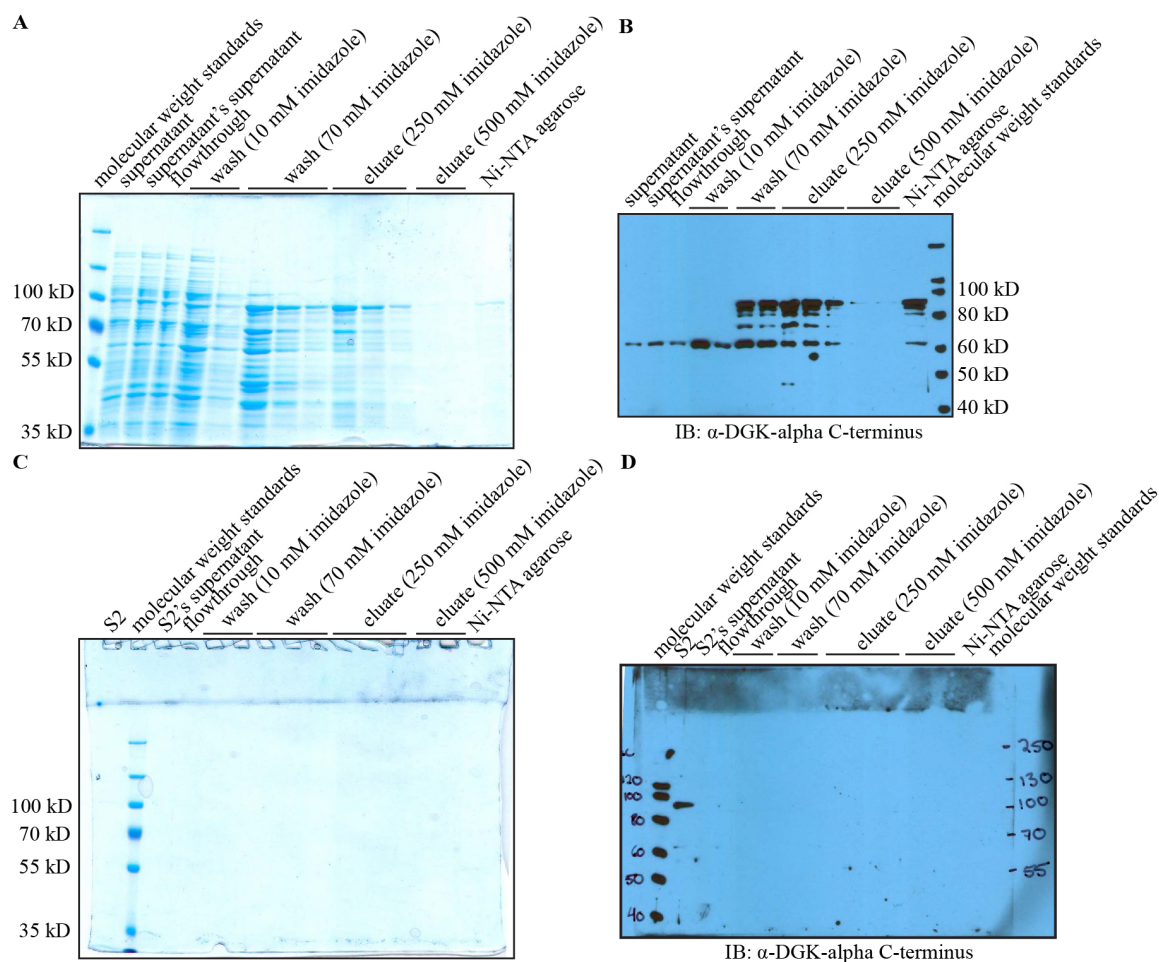 A
molecular weight standards
supernatant
supernatant's supernatant
flowthrough
wash (10 mM imidazole)
wash (70 mM imidazole)
eluate (250 mM imidazole)
eluate (500 mM imidazole)
Ni-NTA agarose
100 kD
70 kD
55 kD
35 kD
B
supernatant
supernatant's supernatant
flowthrough
wash (10 mM imidazole)
wash (70 mM imidazole)
eluate (250 mM imidazole)
eluate (500 mM imidazole)
Ni-NTA agarose
molecular weight standards
100 kD
80 kD
60 kD
50 kD
40 kD
IB: α-DGK-alpha C-terminus
C
S2
molecular weight standards
S2's supernatant
flowthrough
wash (10 mM imidazole)
wash (70 mM imidazole)
eluate (250 mM imidazole)
eluate (500 mM imidazole)
Ni-NTA agarose
100 kD
70 kD
55 kD
35 kD
D
molecular weight standards
S2
S2's supernatant
flowthrough
wash (10 mM imidazole)
wash (70 mM imidazole)
eluate (250 mM imidazole)
eluate (500 mM imidazole)
Ni-NTA agarose
molecular weight standards
120
100
80
60
50
40
250
130
100
70
55
IB: α-DGK-alpha C-terminus